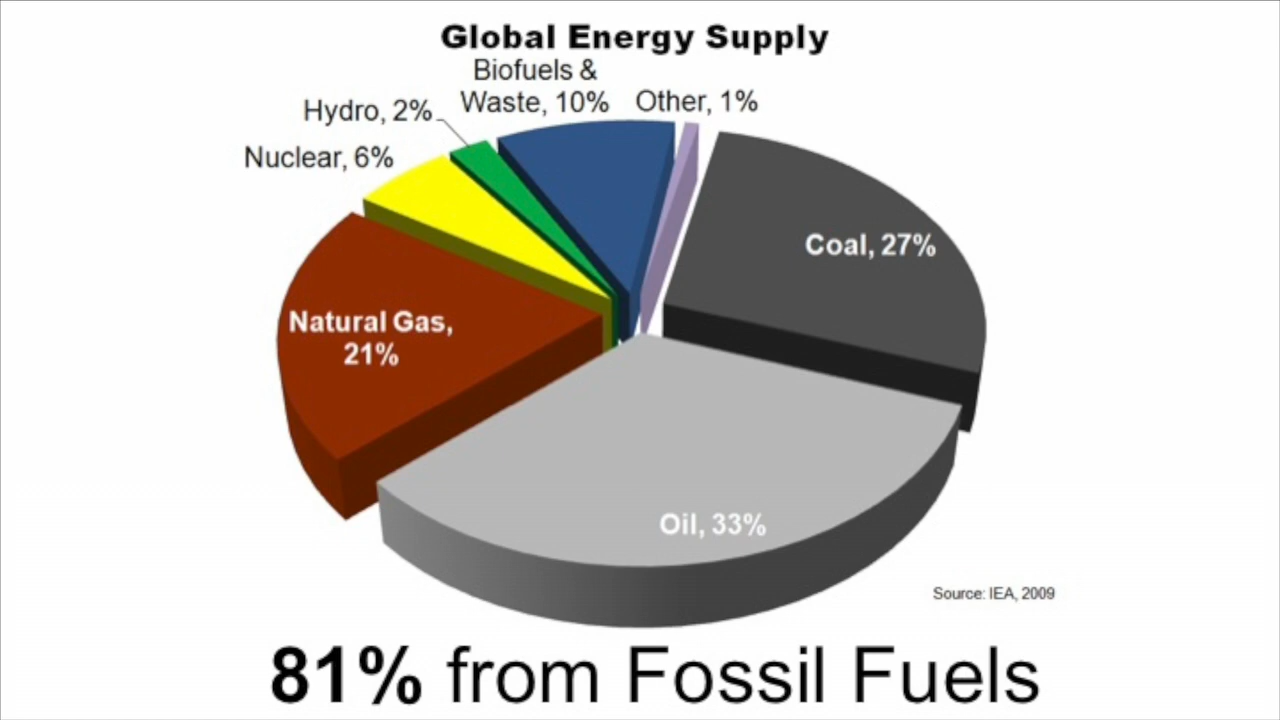 Global Energy Supply
Biofuels &
Waste, 10%
Other, 1%
Hydro, 2%
Nuclear, 6%
Coal, 27%
Natural Gas,
21%
Oil, 33%
Source: IEA, 2009
81% from Fossil Fuels